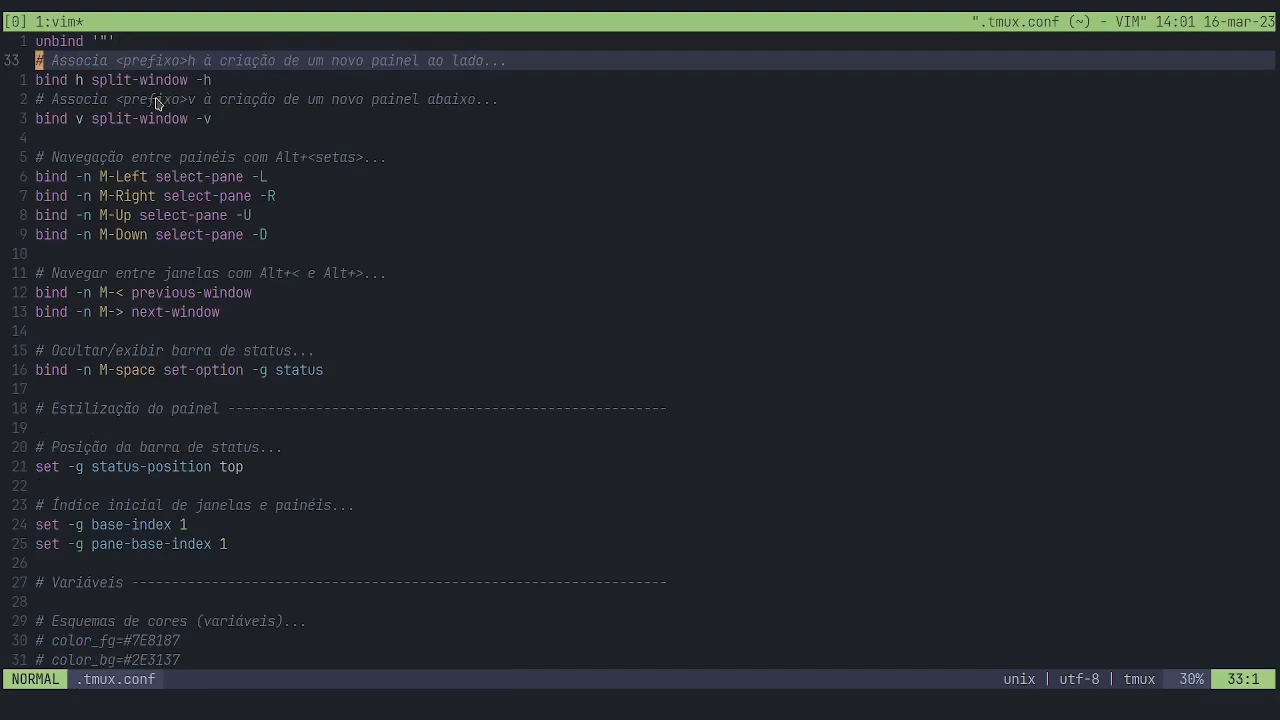 [0] 1:vim* ".tmux.conf (~) - VIM" 14:01 16-mar-23
1 unbind '"'
33 # Associa <prefixo>h à criação de um novo painel ao lado...
1 bind h split-window -h
2 # Associa <prefixo>v à criação de um novo painel abaixo...
3 bind v split-window -v
4
5 # Navegação entre painéis com Alt+<setas>...
6 bind -n M-Left select-pane -L
7 bind -n M-Right select-pane -R
8 bind -n M-Up select-pane -U
9 bind -n M-Down select-pane -D
10
11 # Navegar entre janelas com Alt+< e Alt+>...
12 bind -n M-< previous-window
13 bind -n M-> next-window
14
15 # Ocultar/exibir barra de status...
16 bind -n M-space set-option -g status
17
18 # Estilização do painel -------------------------------------------------------
19
20 # Posição da barra de status...
21 set -g status-position top
22
23 # Índice inicial de janelas e painéis...
24 set -g base-index 1
25 set -g pane-base-index 1
26
27 # Variáveis -------------------------------------------------------------------
28
29 # Esquemas de cores (variáveis)...
30 # color_fg=#7E8187
31 # color_bg=#2E3137
NORMAL .tmux.conf unix | utf-8 | tmux 30% 33:1